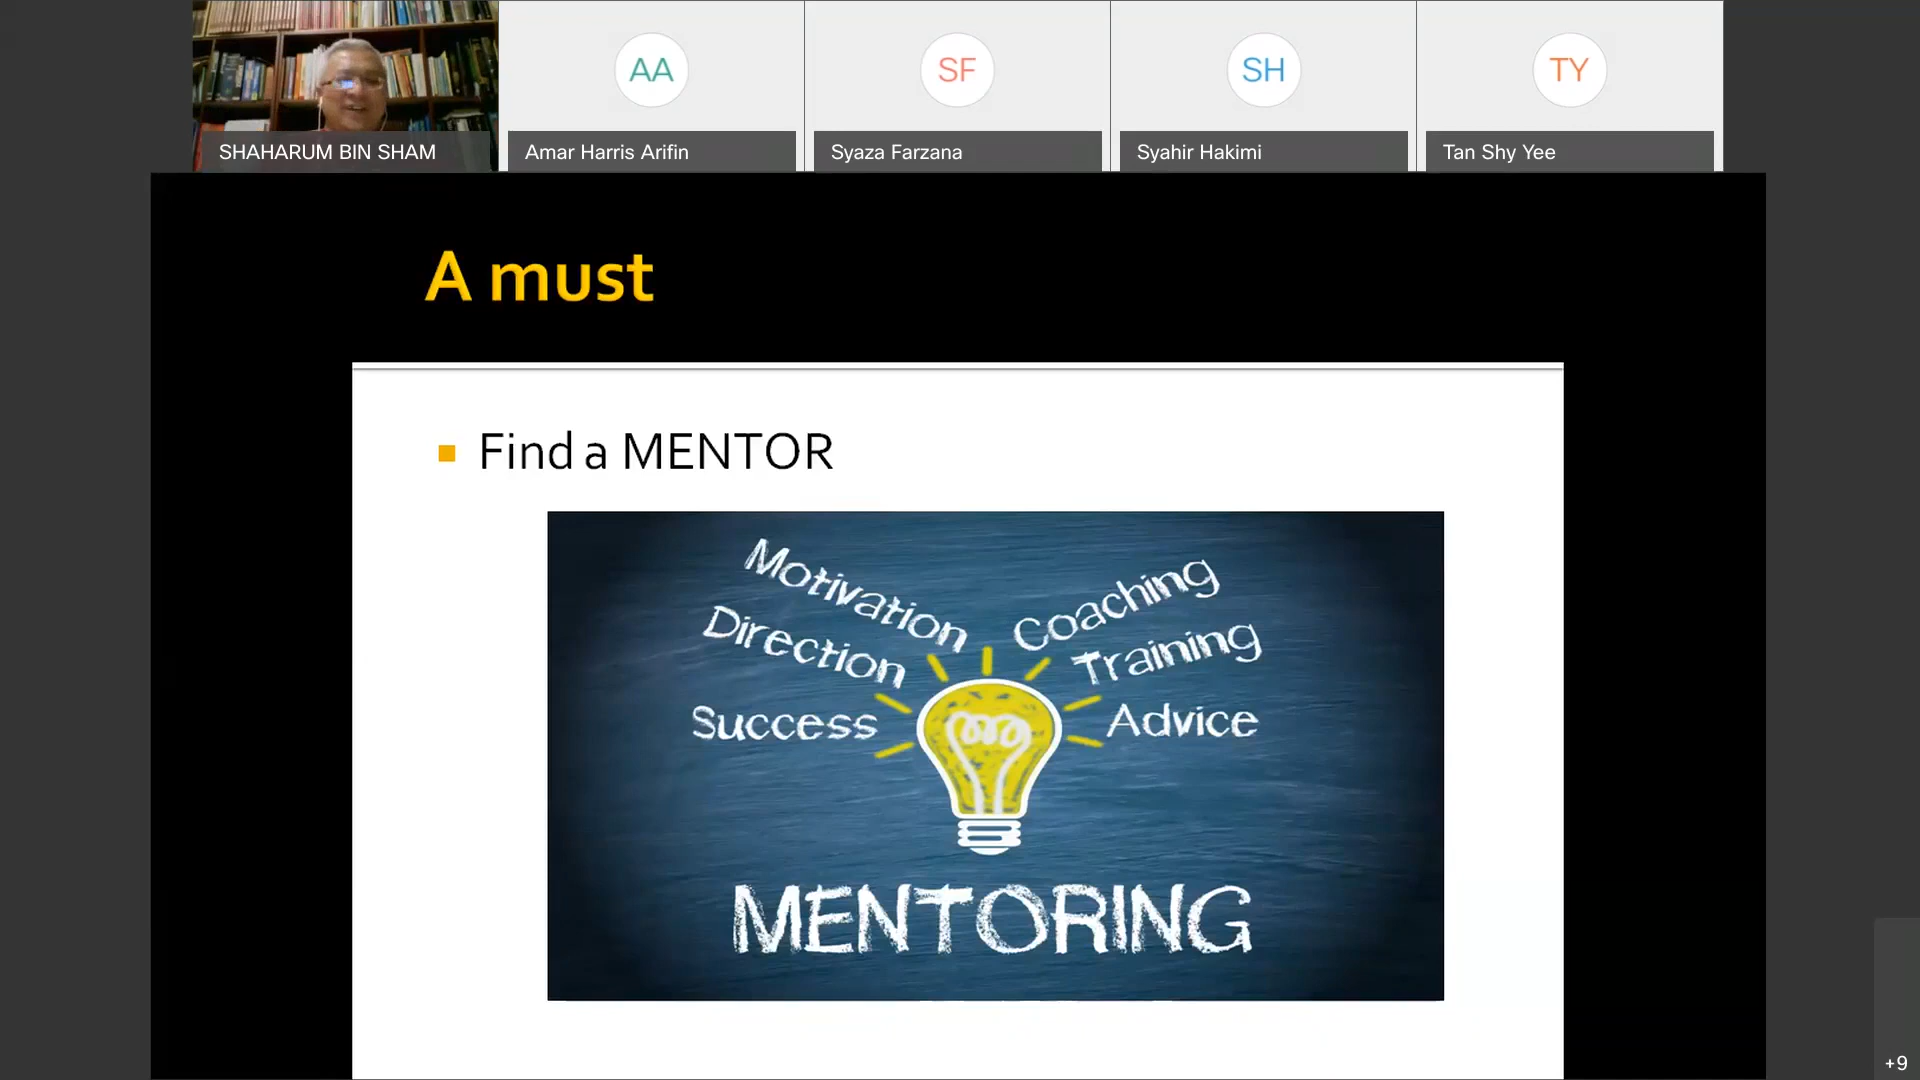 AA
SF
SH
TY
SHAHARUM BIN SHAM
Amar Harris Arifin
Syaza Farzana
Syahir Hakimi
Tan Shy Yee
A must
Find a MENTOR
Motivation
Coaching
Direction
Training
Success
Advice
MENTORING
+9